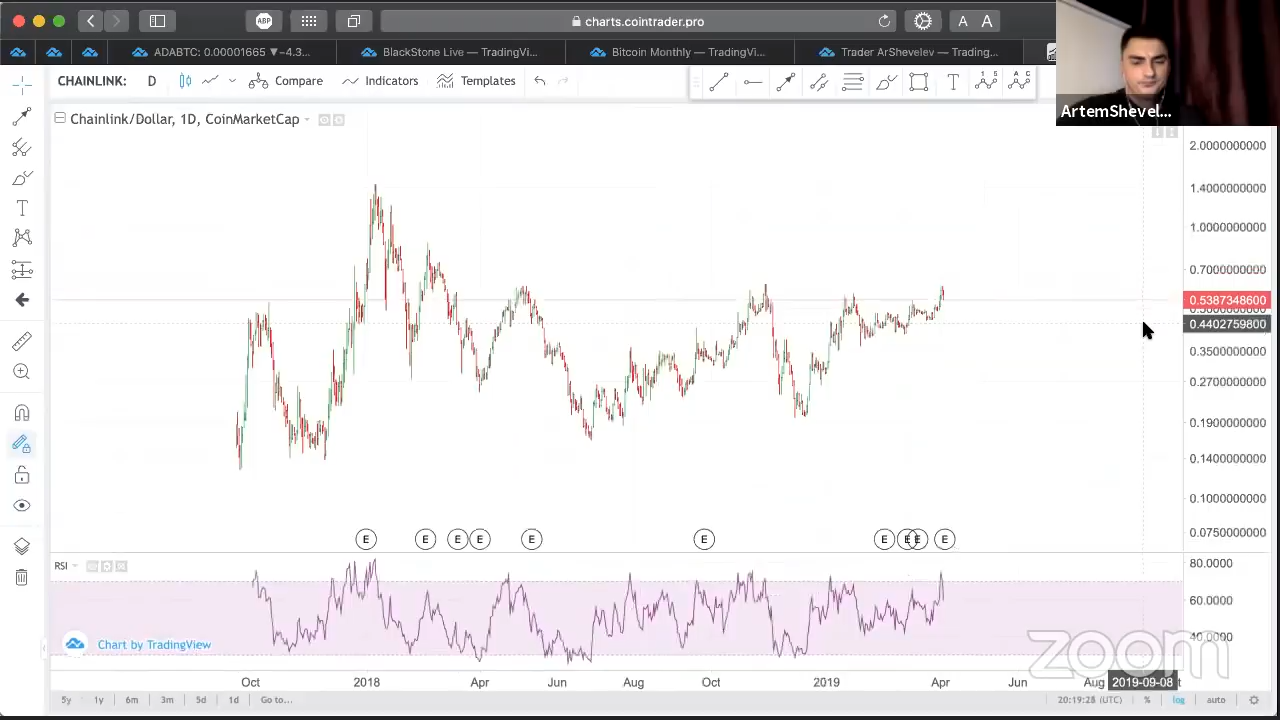 ABP
charts.cointrader.pro
A A
ADABTC: 0.00001665 ▼−4.3...
BlackStone Live — TradingVi...
Bitcoin Monthly — TradingVi...
Trader ArShevelev — Trading...
ArtemShevel...
CHAINLINK:
D
Compare
Indicators
Templates
Chainlink/Dollar, 1D, CoinMarketCap
2.0000000000
1.4000000000
1.0000000000
0.7000000000
0.5387348600
0.4402759800
0.3500000000
0.2700000000
0.1900000000
0.1400000000
0.1000000000
0.0750000000
E E E E E E E E E E
RSI
80.0000
60.0000
40.0000
Chart by TradingView
zoom
Oct 2018 Apr Jun Aug Oct 2019 Apr Jun Aug 2019-09-08
5y 1y 6m 3m 5d 1d Go to...
20:19:28 (UTC) % log auto